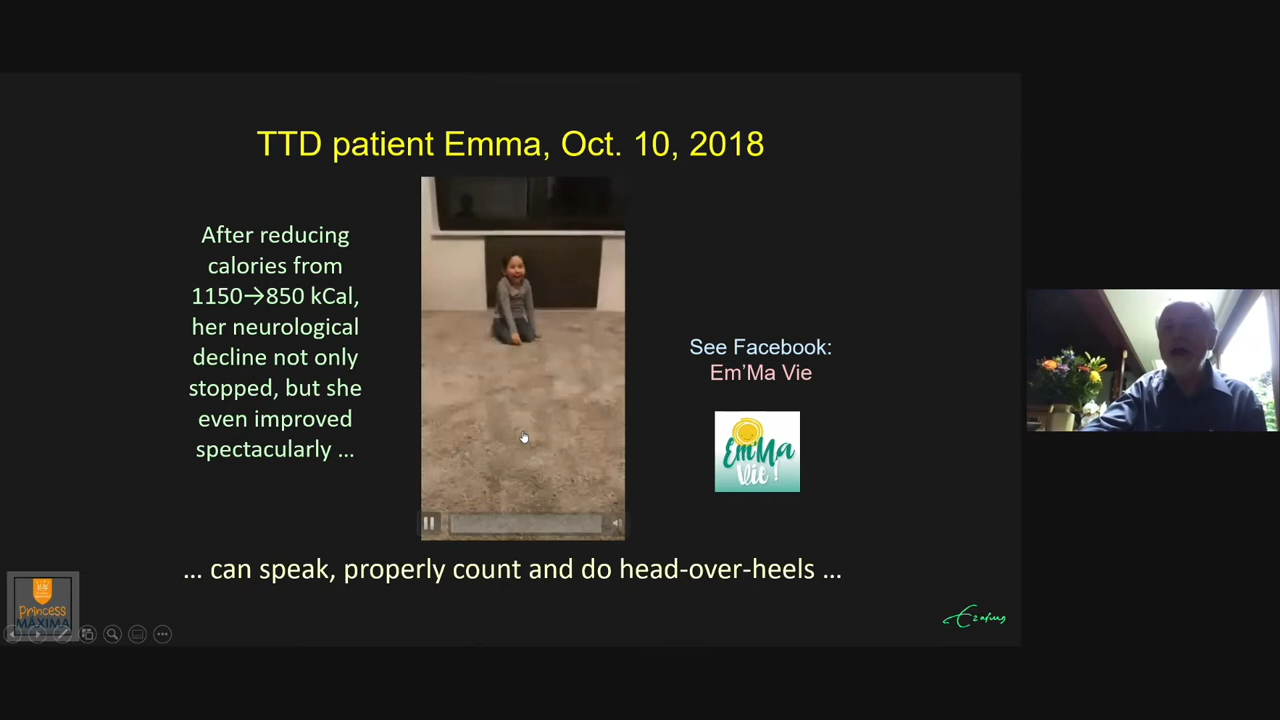 TTD patient Emma, Oct. 10, 2018
After reducing
calories from
1150→850 kCal,
her neurological
decline not only
stopped, but she
even improved
spectacularly ...
See Facebook:
Em’Ma Vie
Em'Ma
Vie !
... can speak, properly count and do head-over-heels ...
Princess
MÁXIMA
Erasmus